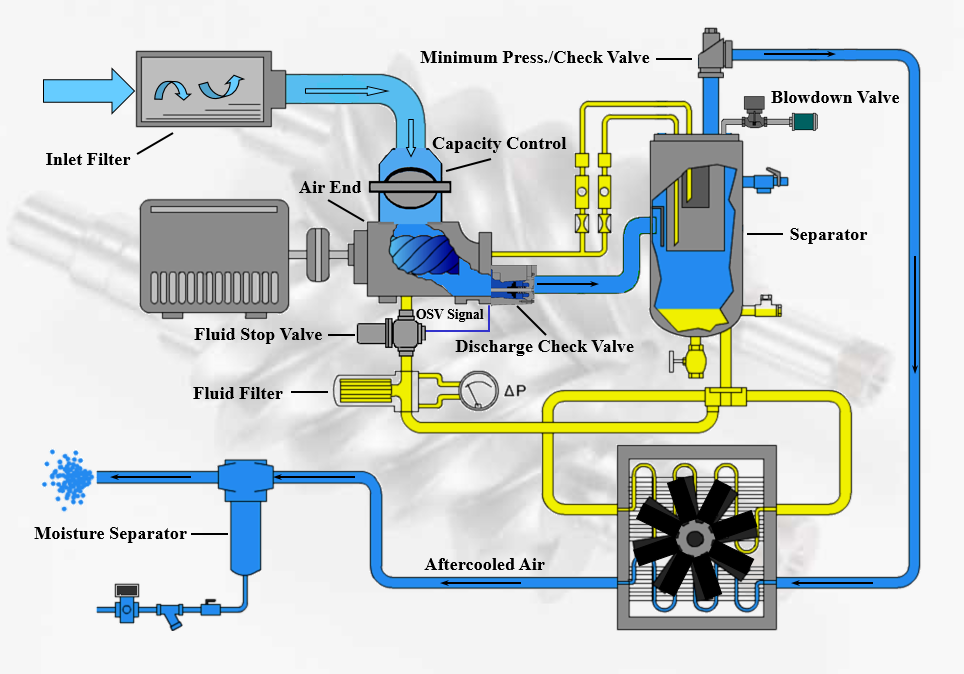 Minimum Press./Check Valve
Blowdown Valve
Inlet Filter
Capacity Control
Air End
Separator
OSV Signal
Fluid Stop Valve
Discharge Check Valve
Fluid Filter
ΔP
Moisture Separator
Aftercooled Air